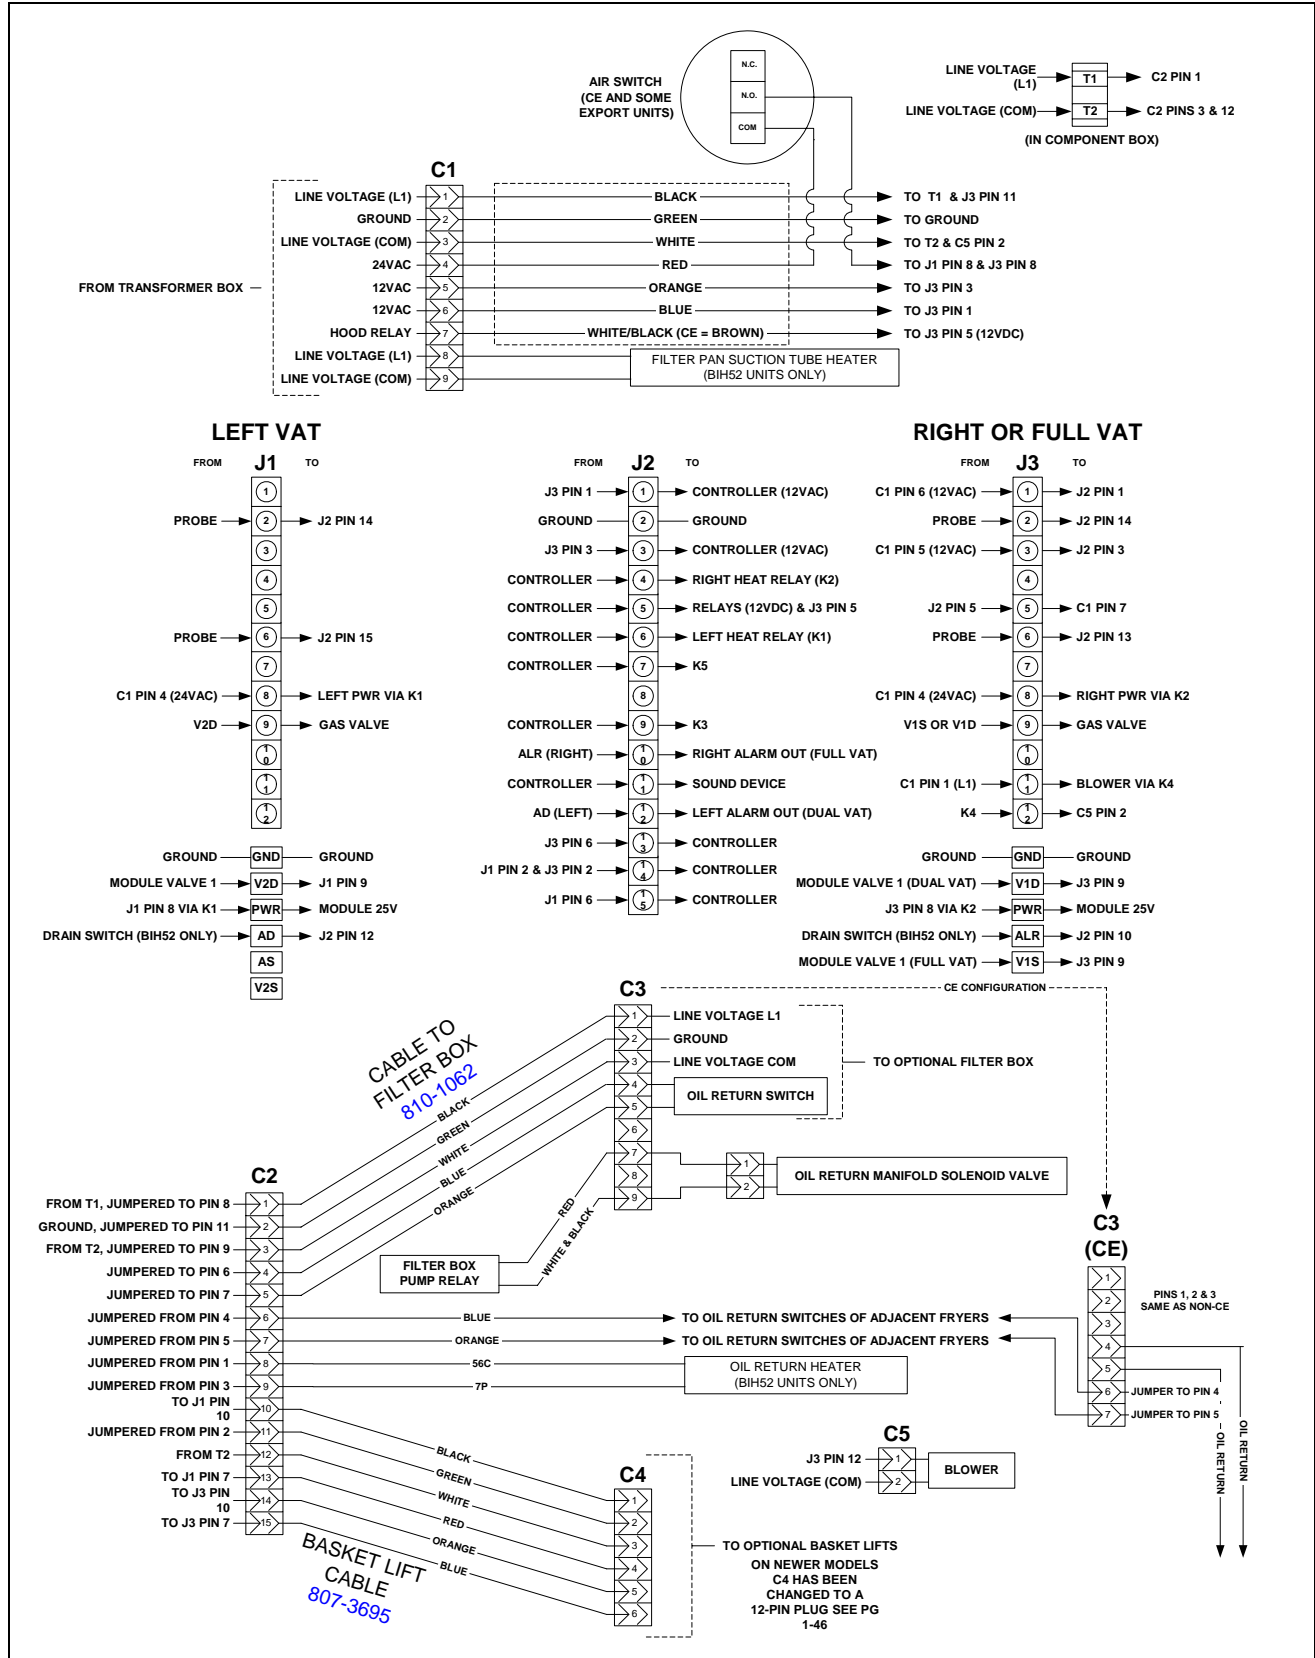 AIR SWITCH
(CE AND SOME
EXPORT UNITS)
N.C.
N.O.
COM
LINE VOLTAGE
(L1)
T1
C2 PIN 1
LINE VOLTAGE (COM)
T2
C2 PINS 3 & 12
(IN COMPONENT BOX)
C1
FROM TRANSFORMER BOX
LINE VOLTAGE (L1) 1 BLACK TO T1 & J3 PIN 11
GROUND 2 GREEN TO GROUND
LINE VOLTAGE (COM) 3 WHITE TO T2 & C5 PIN 2
24VAC 4 RED TO J1 PIN 8 & J3 PIN 8
12VAC 5 ORANGE TO J3 PIN 3
12VAC 6 BLUE TO J3 PIN 1
HOOD RELAY 7 WHITE/BLACK (CE = BROWN) TO J3 PIN 5 (12VDC)
LINE VOLTAGE (L1) 8
LINE VOLTAGE (COM) 9
FILTER PAN SUCTION TUBE HEATER
(BIH52 UNITS ONLY)
LEFT VAT
FROM J1 TO
1
PROBE 2 J2 PIN 14
3
4
5
PROBE 6 J2 PIN 15
7
C1 PIN 4 (24VAC) 8 LEFT PWR VIA K1
V2D 9 GAS VALVE
10
11
12
GROUND GND GROUND
MODULE VALVE 1 V2D J1 PIN 9
J1 PIN 8 VIA K1 PWR MODULE 25V
DRAIN SWITCH (BIH52 ONLY) AD J2 PIN 12
AS
V2S
FROM J2 TO
J3 PIN 1 1 CONTROLLER (12VAC)
GROUND 2 GROUND
J3 PIN 3 3 CONTROLLER (12VAC)
CONTROLLER 4 RIGHT HEAT RELAY (K2)
CONTROLLER 5 RELAYS (12VDC) & J3 PIN 5
CONTROLLER 6 LEFT HEAT RELAY (K1)
CONTROLLER 7 K5
8
CONTROLLER 9 K3
ALR (RIGHT) 10 RIGHT ALARM OUT (FULL VAT)
CONTROLLER 11 SOUND DEVICE
AD (LEFT) 12 LEFT ALARM OUT (DUAL VAT)
J3 PIN 6 13 CONTROLLER
J1 PIN 2 & J3 PIN 2 14 CONTROLLER
J1 PIN 6 15 CONTROLLER
RIGHT OR FULL VAT
FROM J3 TO
C1 PIN 6 (12VAC) 1 J2 PIN 1
PROBE 2 J2 PIN 14
C1 PIN 5 (12VAC) 3 J2 PIN 3
4
J2 PIN 5 5 C1 PIN 7
PROBE 6 J2 PIN 13
7
C1 PIN 4 (24VAC) 8 RIGHT PWR VIA K2
V1S OR V1D 9 GAS VALVE
10
C1 PIN 1 (L1) 11 BLOWER VIA K4
K4 12 C5 PIN 2
GROUND GND GROUND
MODULE VALVE 1 (DUAL VAT) V1D J3 PIN 9
J3 PIN 8 VIA K2 PWR MODULE 25V
DRAIN SWITCH (BIH52 ONLY) ALR J2 PIN 10
MODULE VALVE 1 (FULL VAT) V1S J3 PIN 9
C3
CE CONFIGURATION
1 LINE VOLTAGE L1
2 GROUND
3 LINE VOLTAGE COM
4
5
OIL RETURN SWITCH
6
7
8
9
TO OPTIONAL FILTER BOX
1
2
OIL RETURN MANIFOLD SOLENOID VALVE
CABLE TO
FILTER BOX
810-1062
BLACK
GREEN
WHITE
BLUE
ORANGE
RED
WHITE & BLACK
FILTER BOX
PUMP RELAY
C2
FROM T1, JUMPERED TO PIN 8 1
GROUND, JUMPERED TO PIN 11 2
FROM T2, JUMPERED TO PIN 9 3
JUMPERED TO PIN 6 4
JUMPERED TO PIN 7 5
JUMPERED FROM PIN 4 6 BLUE TO OIL RETURN SWITCHES OF ADJACENT FRYERS
JUMPERED FROM PIN 5 7 ORANGE TO OIL RETURN SWITCHES OF ADJACENT FRYERS
JUMPERED FROM PIN 1 8 56C
JUMPERED FROM PIN 3 9 7P
OIL RETURN HEATER
(BIH52 UNITS ONLY)
TO J1 PIN
10
10
JUMPERED FROM PIN 2 11
FROM T2 12
TO J1 PIN 7 13
TO J3 PIN
10
14
TO J3 PIN 7 15
BLACK
GREEN
WHITE
RED
ORANGE
BLUE
BASKET LIFT
CABLE
807-3695
C4
1
2
3
4
5
6
TO OPTIONAL BASKET LIFTS
ON NEWER MODELS
C4 HAS BEEN
CHANGED TO A
12-PIN PLUG SEE PG
1-46
C5
J3 PIN 12 1
LINE VOLTAGE (COM) 2
BLOWER
C3
(CE)
1
2
3
PINS 1, 2 & 3
SAME AS NON-CE
4
5
6 JUMPER TO PIN 4
7 JUMPER TO PIN 5
OIL RETURN
OIL RETURN